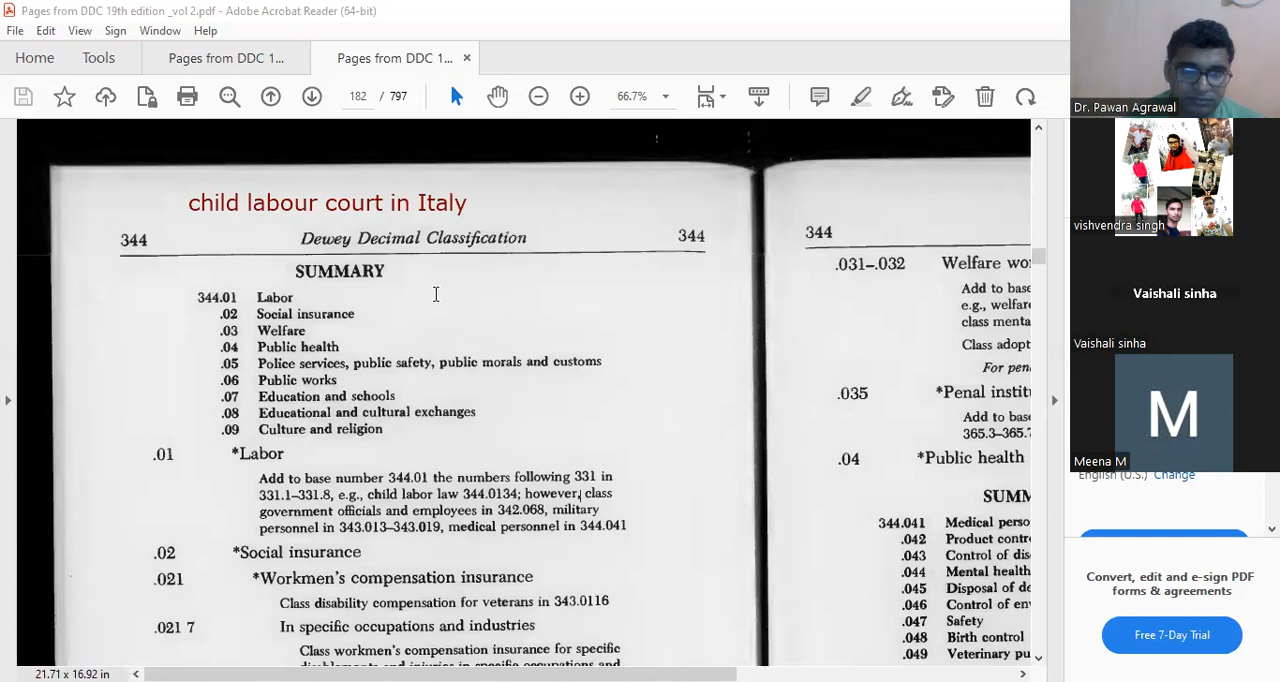 Pages from DDC 19th edition _vol 2.pdf - Adobe Acrobat Reader (64-bit)
File Edit View Sign Window Help
Home Tools Pages from DDC 1... Pages from DDC 1... ×
182 / 797 66.7%
child labour court in Italy
344 Dewey Decimal Classification 344
SUMMARY
344.01 Labor
.02 Social insurance
.03 Welfare
.04 Public health
.05 Police services, public safety, public morals and customs
.06 Public works
.07 Education and schools
.08 Educational and cultural exchanges
.09 Culture and religion
.01 *Labor
Add to base number 344.01 the numbers following 331 in
331.1–331.8, e.g., child labor law 344.0134; however, class
government officials and employees in 342.068, military
personnel in 343.013–343.019, medical personnel in 344.041
.02 *Social insurance
.021 *Workmen's compensation insurance
Class disability compensation for veterans in 343.0116
.021 7 In specific occupations and industries
Class workmen's compensation insurance for specific
344
.031–.032 Welfare
Add to base
e.g., welfare
class
Class adopt
For
.035 *Penal
Add to base
365.3–365.7
.04 *Public health
344.041 Medical
.042 Product
.043 Control of
.044 Mental health
.045 Disposal of
.046 Control of
.047 Safety
.048 Birth control
.049 Veterinary
21.71 x 16.92 in
Dr. Pawan Agrawal
vishvendra singh
Vaishali sinha
Vaishali sinha
M
Meena M
English (U.S.) Change
Convert, edit and e-sign PDF
forms & agreements
Free 7-Day Trial